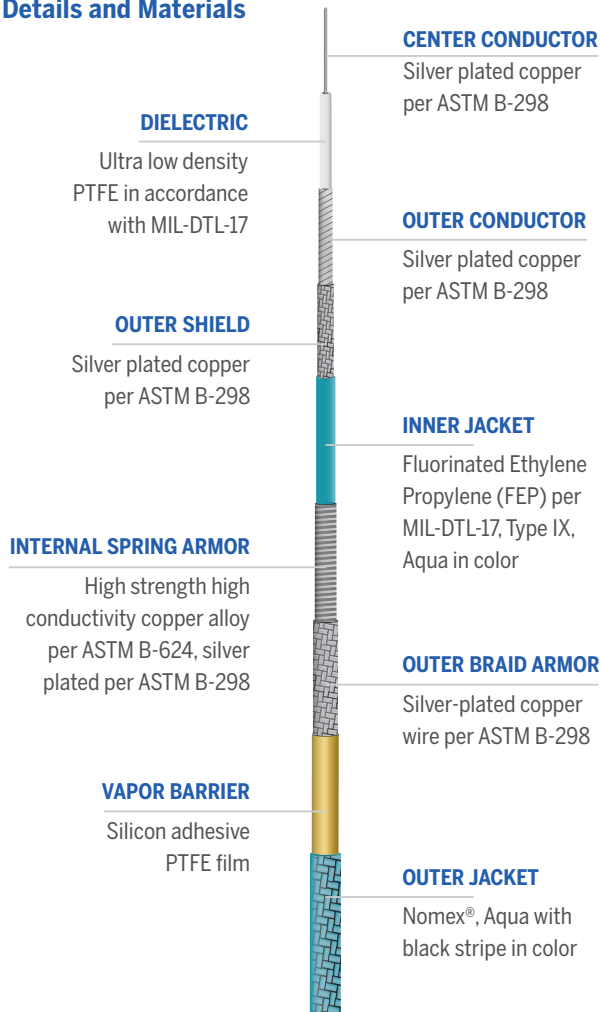 Details and Materials
CENTER CONDUCTOR
Silver plated copper
per ASTM B-298
DIELECTRIC
Ultra low density
PTFE in accordance
with MIL-DTL-17
OUTER CONDUCTOR
Silver plated copper
per ASTM B-298
OUTER SHIELD
Silver plated copper
per ASTM B-298
INNER JACKET
Fluorinated Ethylene
Propylene (FEP) per
MIL-DTL-17, Type IX,
Aqua in color
INTERNAL SPRING ARMOR
High strength high
conductivity copper alloy
per ASTM B-624, silver
plated per ASTM B-298
OUTER BRAID ARMOR
Silver-plated copper
wire per ASTM B-298
VAPOR BARRIER
Silicon adhesive
PTFE film
OUTER JACKET
Nomex®, Aqua with
black stripe in color